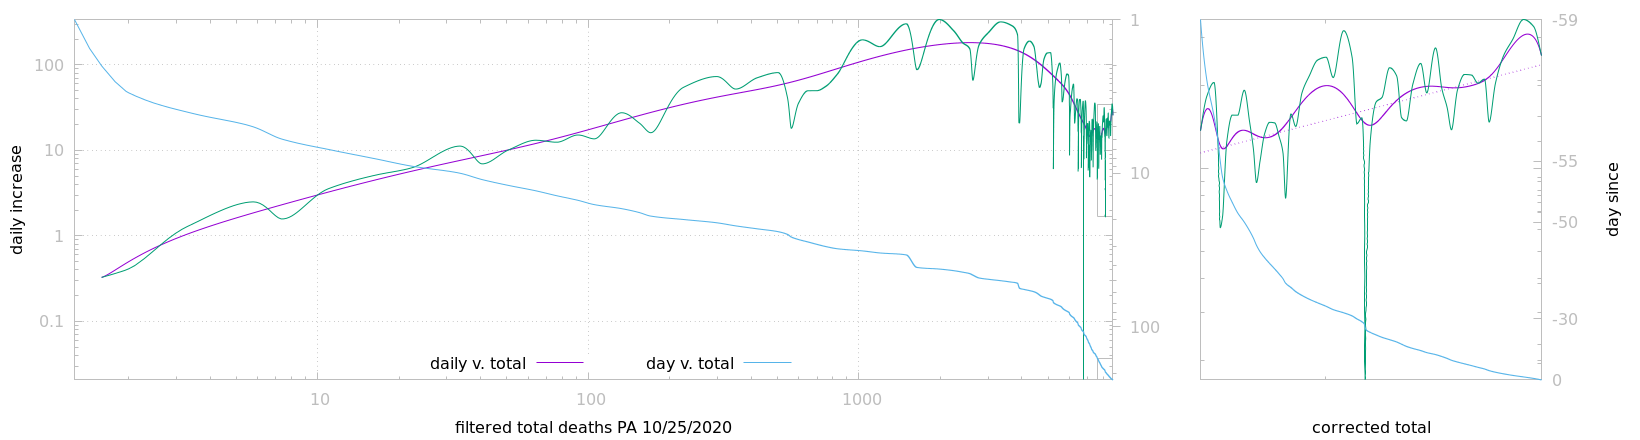 100
10
1
0.1
daily increase
daily v. total
day v. total
10
100
1000
filtered total deaths PA 10/25/2020
1
10
100
-59
-55
-50
-30
0
day since
corrected total